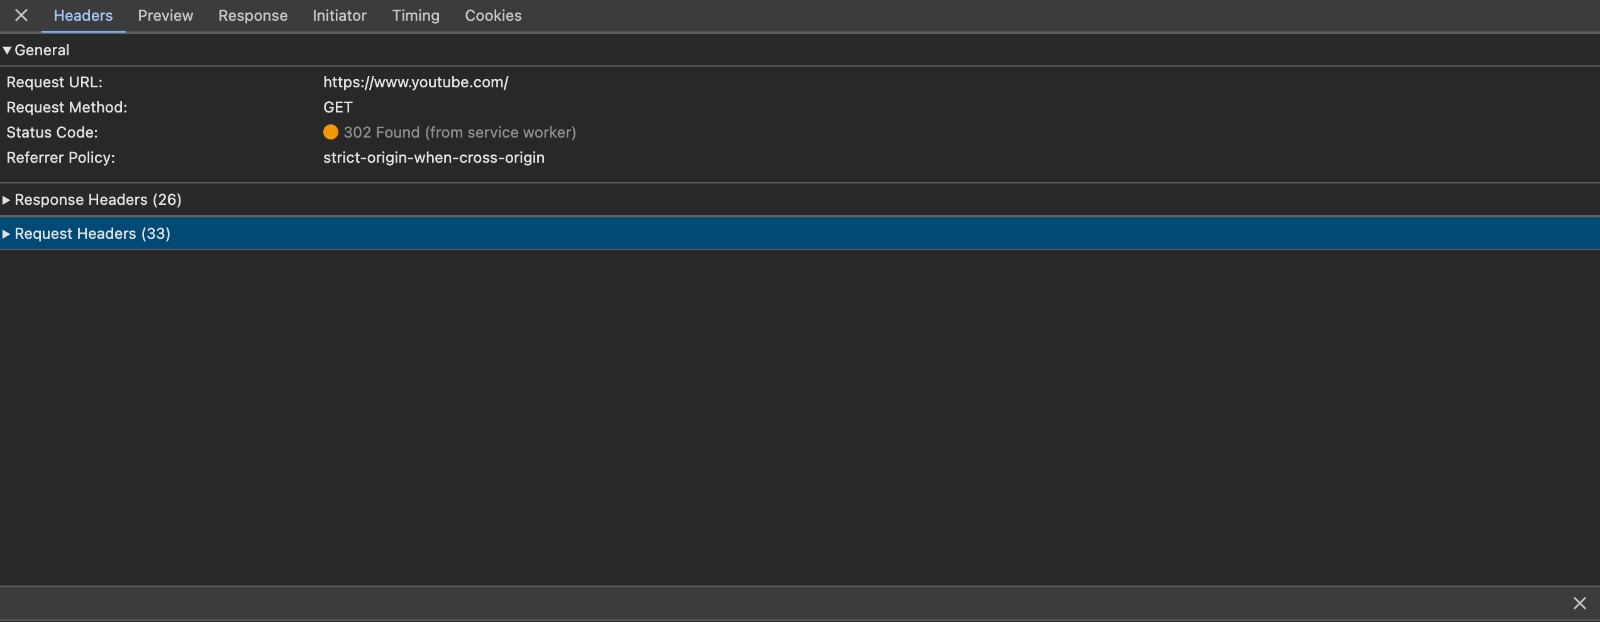 Headers Preview Response Initiator Timing Cookies
General
Request URL: https://www.youtube.com/
Request Method: GET
Status Code: 302 Found (from service worker)
Referrer Policy: strict-origin-when-cross-origin
Response Headers (26)
Request Headers (33)